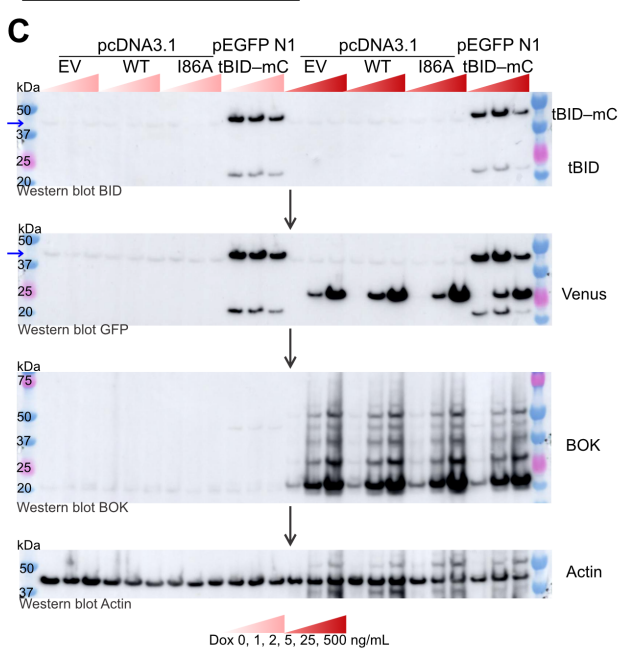 C
pcDNA3.1 pEGFP N1 pcDNA3.1 pEGFP N1
EV WT I86A tBID–mC EV WT I86A tBID–mC
kDa
50
37
25
20
tBID–mC
tBID
Western blot BID
kDa
50
37
25
20
Venus
Western blot GFP
kDa
75
50
37
25
20
BOK
Western blot BOK
kDa
50
37
Actin
Western blot Actin
Dox 0, 1, 2, 5, 25, 500 ng/mL